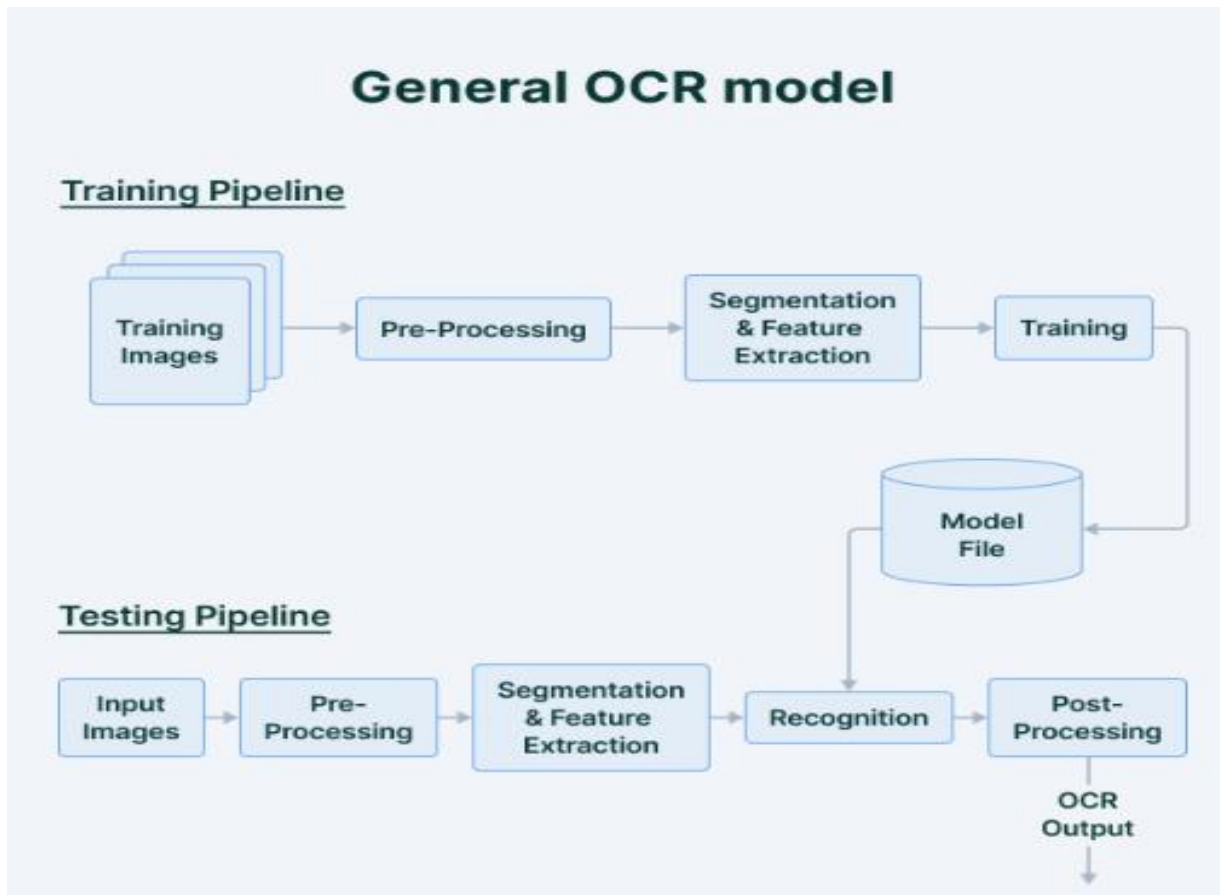 General OCR model
Training Pipeline
Training
Images
Pre-Processing
Segmentation
& Feature
Extraction
Training
Model
File
Testing Pipeline
Input
Images
Pre-
Processing
Segmentation
& Feature
Extraction
Recognition
Post-
Processing
OCR
Output